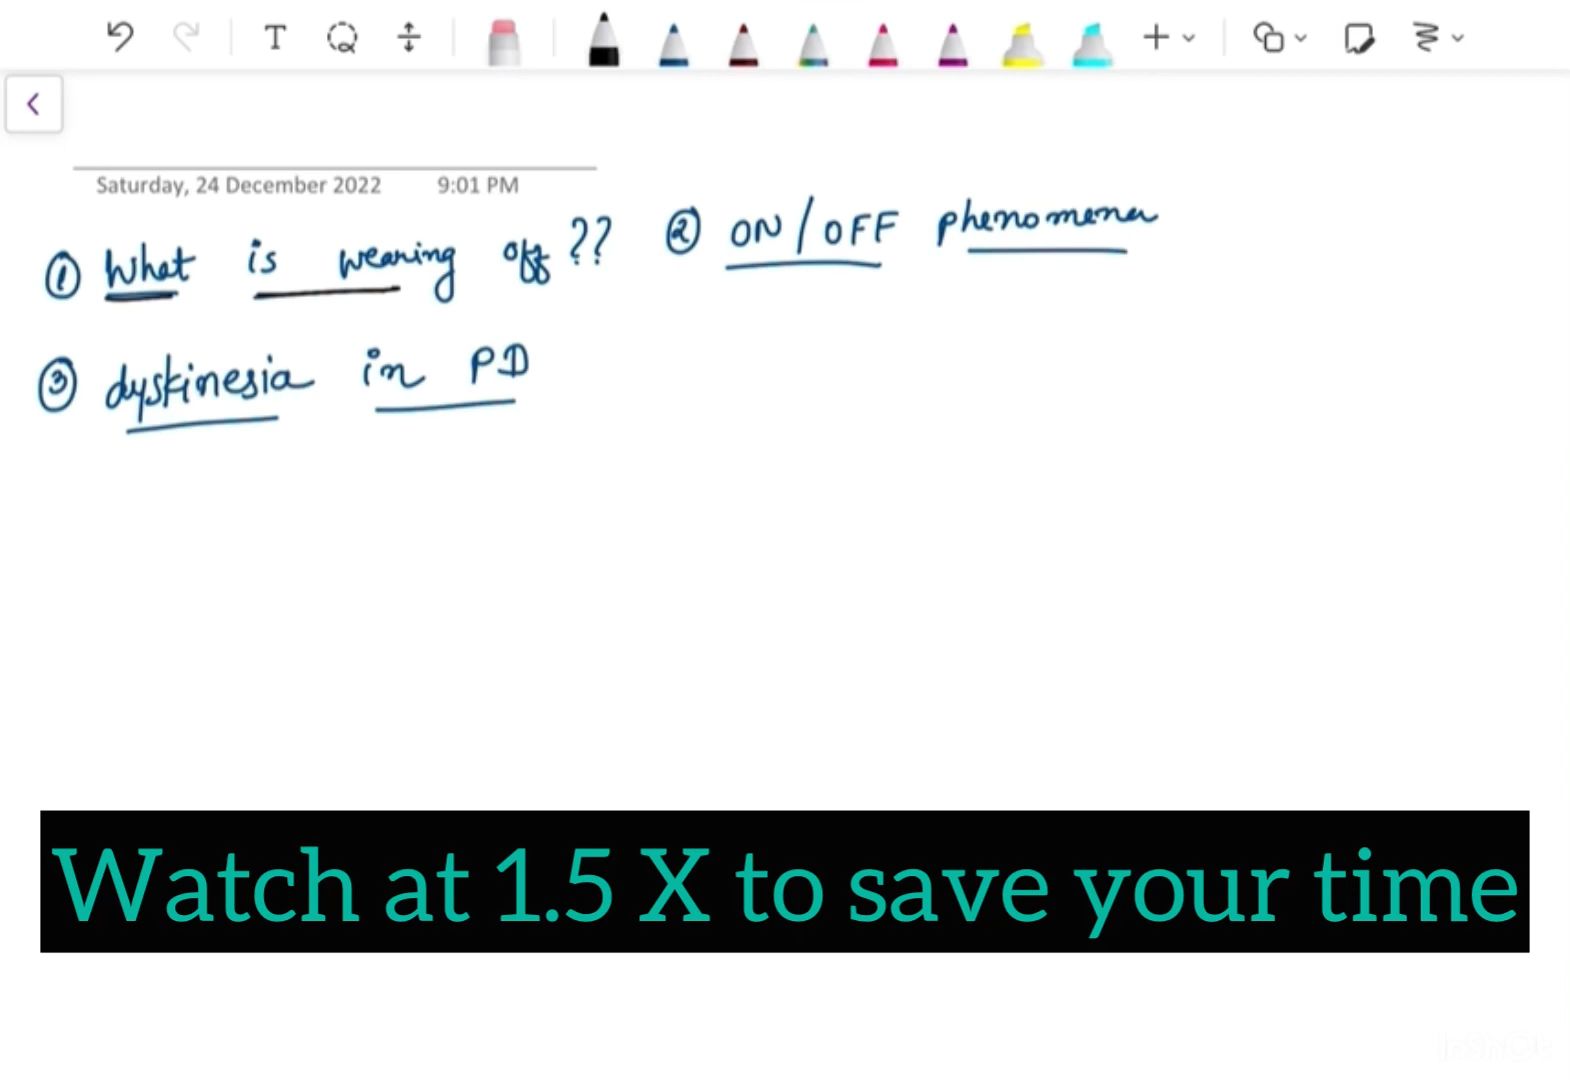 T
Saturday, 24 December 2022 9:01 PM
① What is wearing off ?? ② ON/OFF phenomena
③ dyskinesia in PD
Watch at 1.5 X to save your time